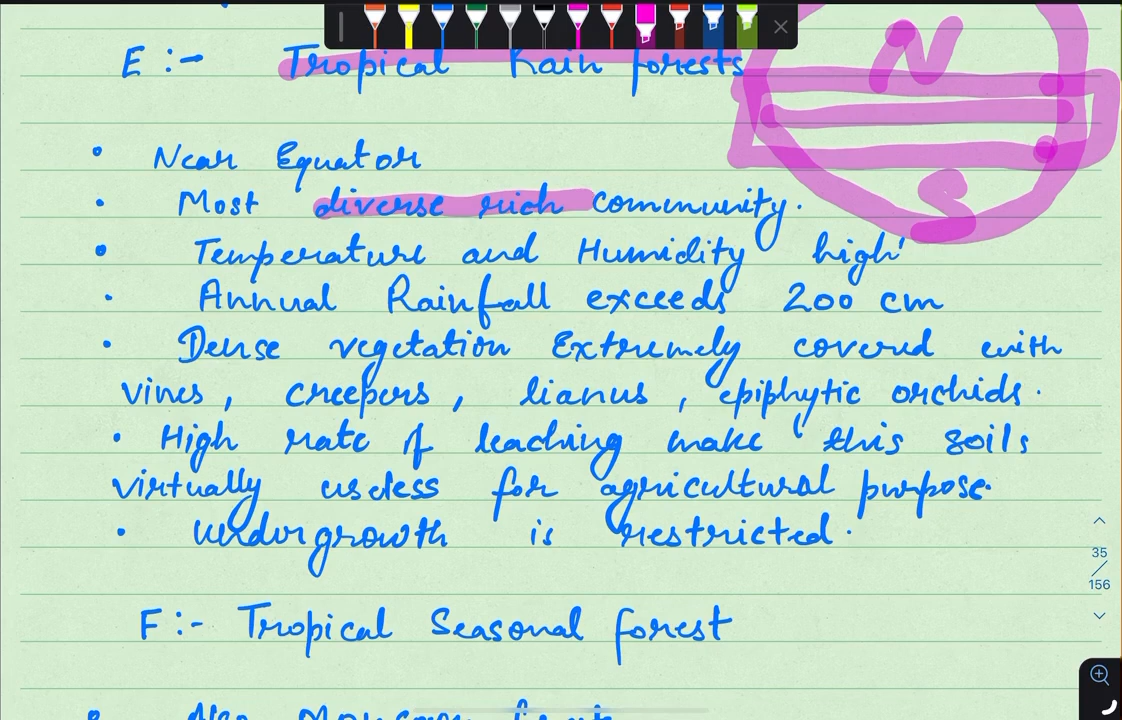 E :- Tropical Rain forests
N
• Near Equator
• Most diverse rich community.
S
• Temperature and Humidity high
• Annual Rainfall exceeds 200 cm
• Dense vegetation Extremely covered with
vines, creepers, lianus, epiphytic orchids.
• High rate of leaching make this soils
virtually useless for agricultural purpose.
• Undergrowth is restricted.
35
/
156
F :- Tropical Seasonal forest
• Also Monsoon